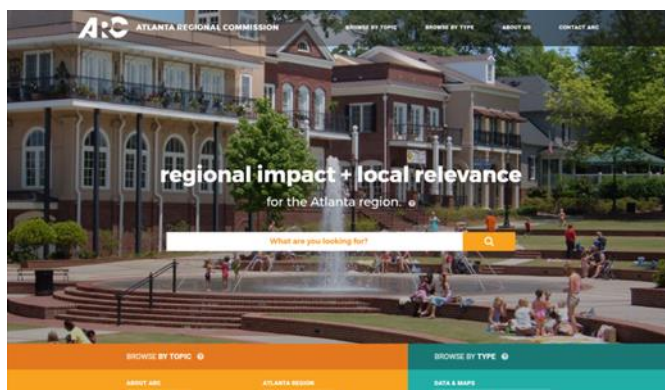 ARC ATLANTA REGIONAL COMMISSION
BROWSE BY TOPIC
BROWSE BY TYPE
ABOUT US
CONTACT ARC
regional impact + local relevance
for the Atlanta region.
What are you looking for?
BROWSE BY TOPIC
BROWSE BY TYPE
ABOUT ARC
ATLANTA REGION
DATA & MAPS